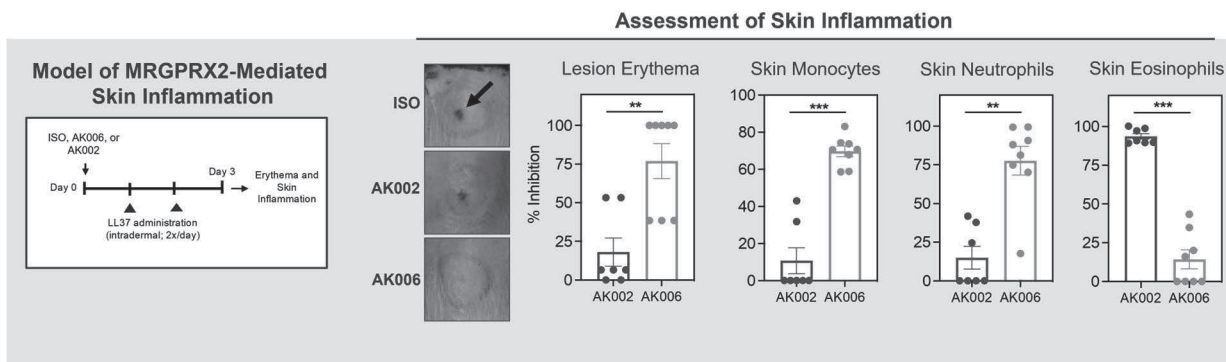 Assessment of Skin Inflammation
Model of MRGPRX2-Mediated
Skin Inflammation
ISO, AK006, or
AK002
Day 0
Day 3
Erythema and
Skin
Inflammation
LL37 administration
(intradermal; 2x/day)
ISO
AK002
AK006
Lesion Erythema
**
% Inhibition
100
75
50
25
0
AK002 AK006
Skin Monocytes
***
100
80
60
40
20
0
AK002 AK006
Skin Neutrophils
**
100
75
50
25
0
AK002 AK006
Skin Eosinophils
***
100
75
50
25
0
AK002 AK006